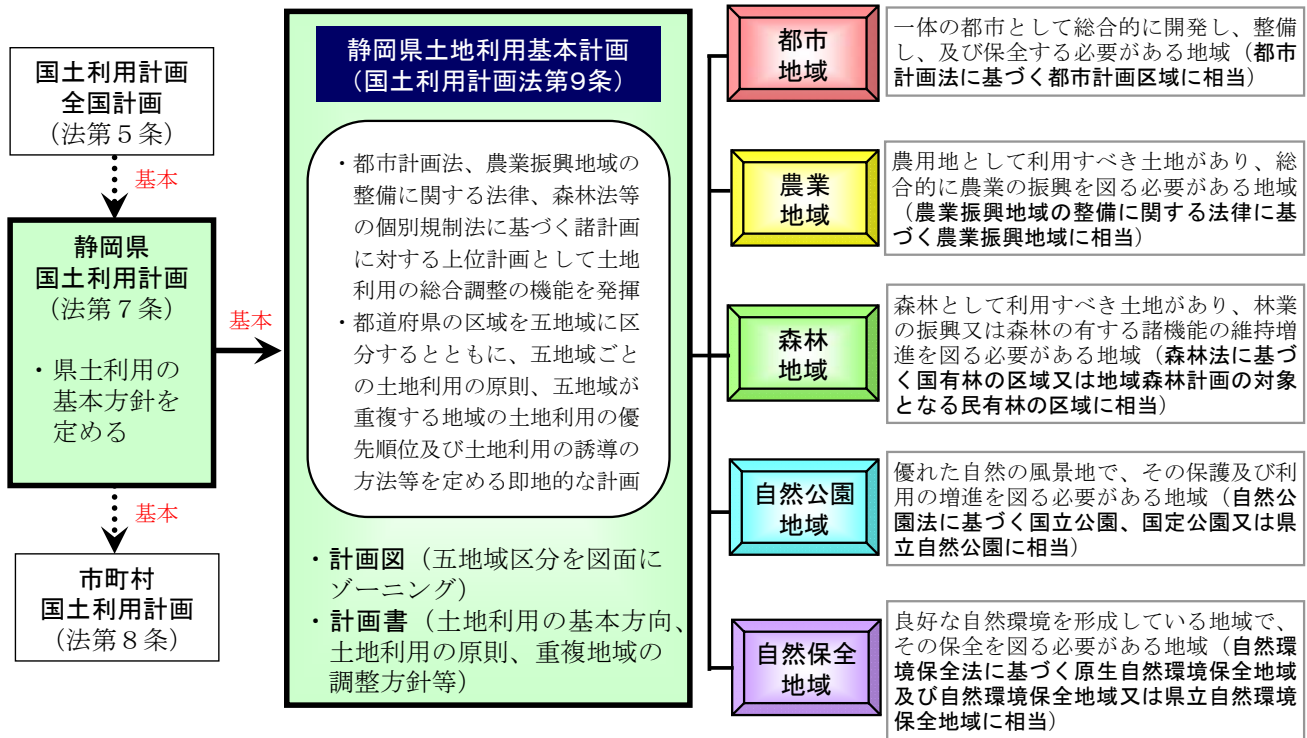 国土利用計画
全国計画
(法第5条)
基本
静岡県
国土利用計画
(法第7条)
・県土利用の
基本方針を
定める
基本
市町村
国土利用計画
(法第8条)
基本
静岡県土地利用基本計画
(国土利用計画法第9条)
・都市計画法、農業振興地域の
整備に関する法律、森林法等
の個別規制法に基づく諸計画
に対する上位計画として土地
利用の総合調整の機能を発揮
・都道府県の区域を五地域に区
分するとともに、五地域ごと
の土地利用の原則、五地域が
重複する地域の土地利用の優
先順位及び土地利用の誘導の
方法等を定める即地的な計画
・計画図(五地域区分を図面に
ゾーニング)
・計画書(土地利用の基本方向、
土地利用の原則、重複地域の
調整方針等)
都市
地域
一体の都市として総合的に開発し、整備
し、及び保全する必要がある地域(都市
計画法に基づく都市計画区域に相当)
農業
地域
農用地として利用すべき土地があり、総
合的に農業の振興を図る必要がある地域
(農業振興地域の整備に関する法律に基
づく農業振興地域に相当)
森林
地域
森林として利用すべき土地があり、林業
の振興又は森林の有する諸機能の維持増
進を図る必要がある地域(森林法に基づ
く国有林の区域又は地域森林計画の対象
となる民有林の区域に相当)
自然公園
地域
優れた自然の風景地で、その保護及び利
用の増進を図る必要がある地域(自然公
園法に基づく国立公園、国定公園又は県
立自然公園に相当)
自然保全
地域
良好な自然環境を形成している地域で、
その保全を図る必要がある地域(自然環
境保全法に基づく原生自然環境保全地域
及び自然環境保全地域又は県立自然環境
保全地域に相当)